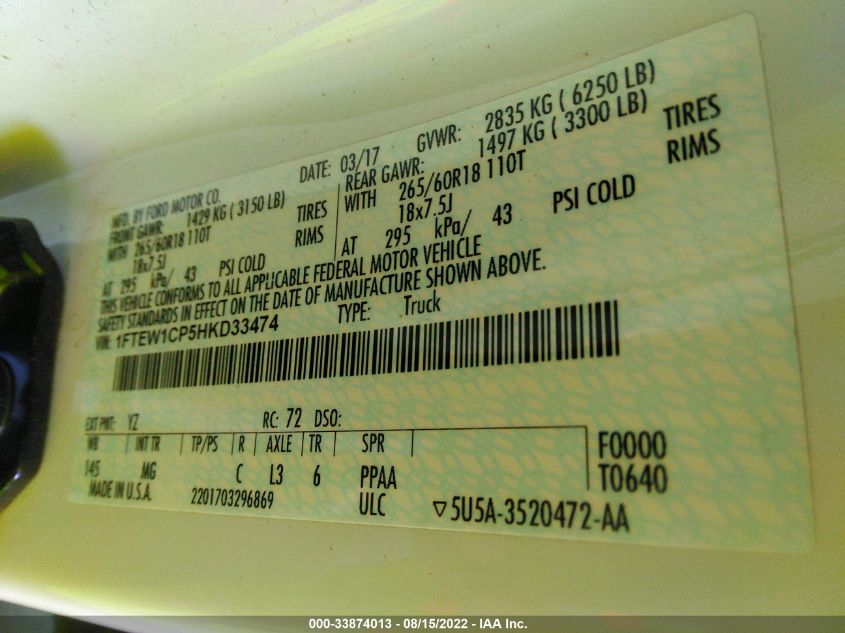 MFD. BY FORD MOTOR CO.
DATE: 03/17 GVWR: 2835 KG ( 6250 LB)
FRONT GAWR: 1429 KG ( 3150 LB)
WITH 265/60R18 110T TIRES
18x7.5J RIMS
AT 295 kPa/ 43 PSI COLD
REAR GAWR: 1497 KG ( 3300 LB)
WITH 265/60R18 110T TIRES
18x7.5J RIMS
AT 295 kPa/ 43 PSI COLD
THIS VEHICLE CONFORMS TO ALL APPLICABLE FEDERAL MOTOR VEHICLE
SAFETY STANDARDS IN EFFECT ON THE DATE OF MANUFACTURE SHOWN ABOVE.
VIN: 1FTEW1CP5HKD33474 TYPE: Truck
EXT PNT: YZ RC: 72 DSO:
WB INT TR TP/PS R AXLE TR SPR F0000
145 MG C L3 6 PPAA T0640
MADE IN U.S.A. 2201703296869 ULC ▽5U5A-3520472-AA
000-33874013 - 08/15/2022 - IAA Inc.